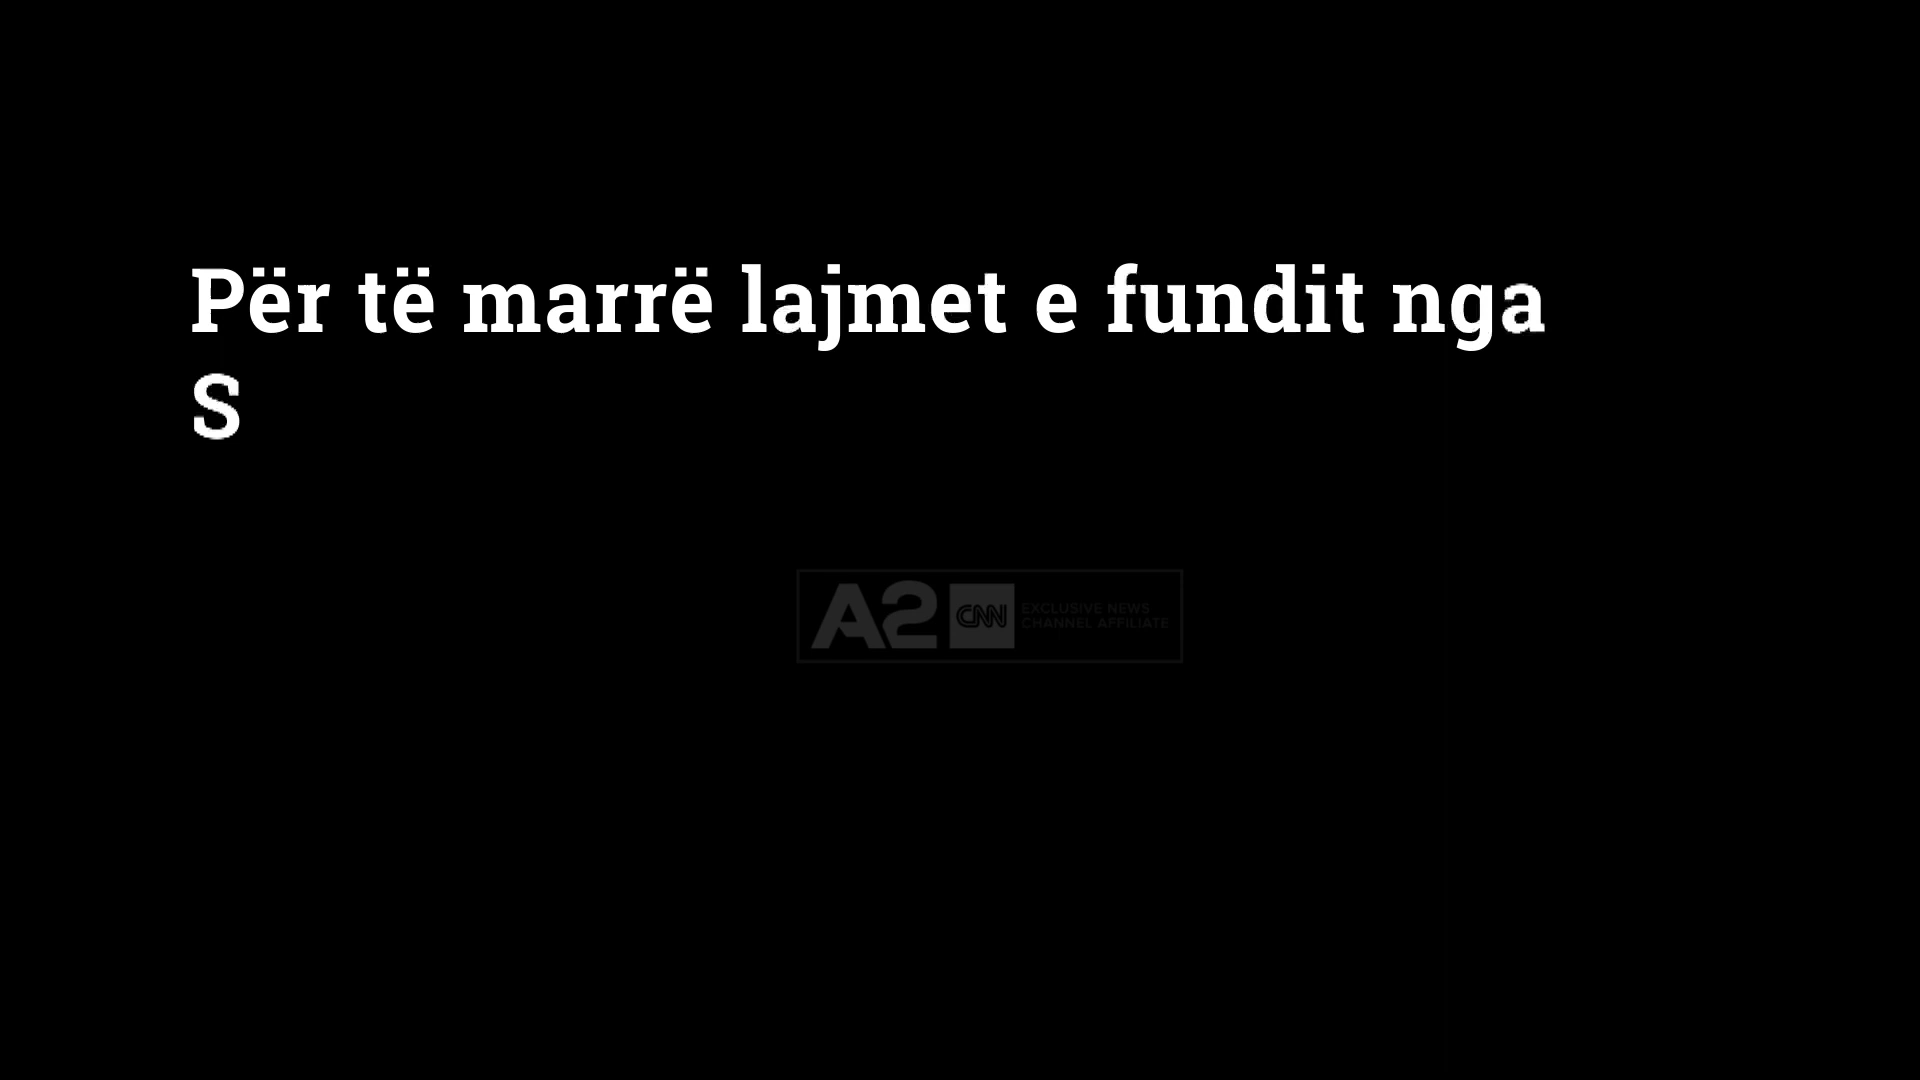 Për të marrë lajmet e fundit nga
S
A2 CNN EXCLUSIVE NEWS
CHANNEL AFFILIATE